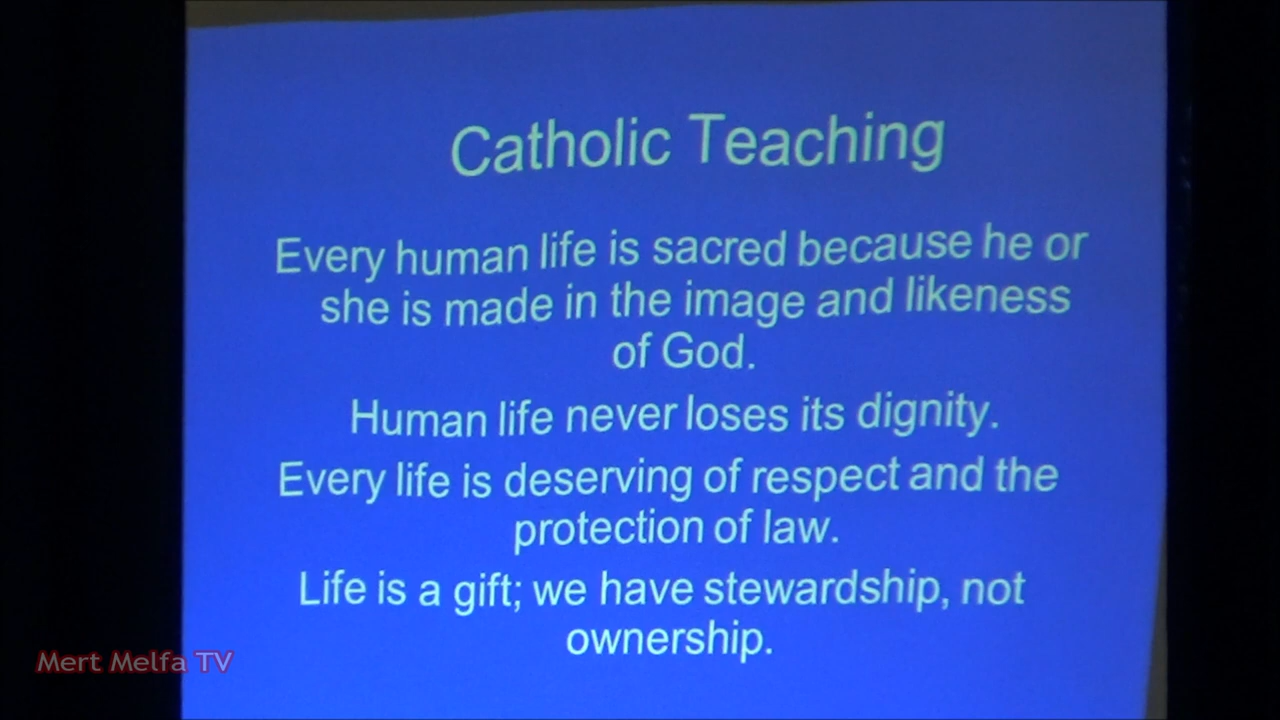 Catholic Teaching
Every human life is sacred because he or
she is made in the image and likeness
of God.
Human life never loses its dignity.
Every life is deserving of respect and the
protection of law.
Life is a gift; we have stewardship, not
ownership.
Mert Melfa TV